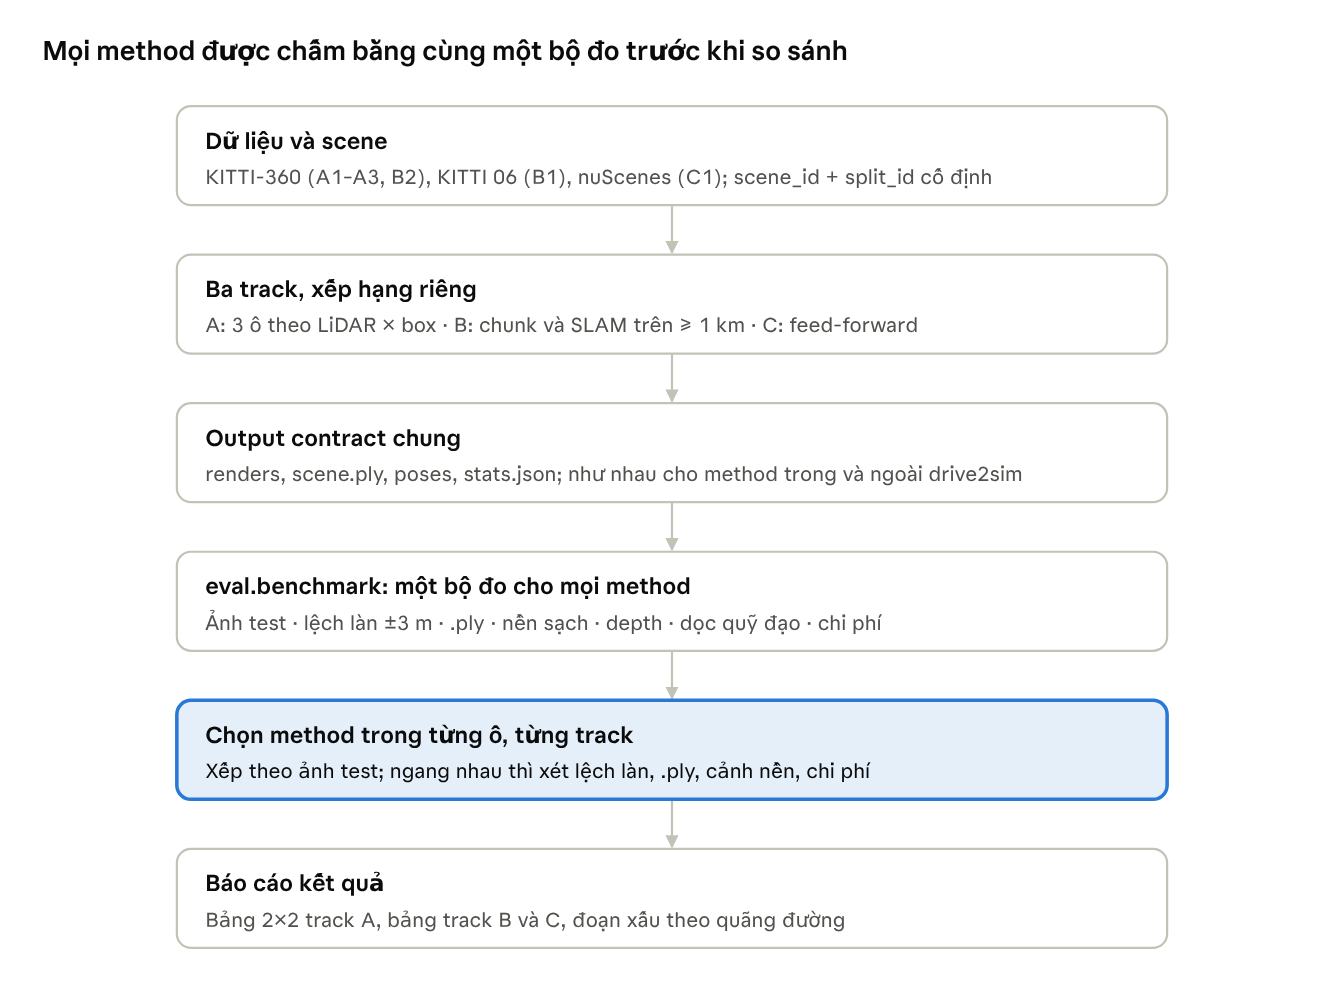 Mọi method được chấm bằng cùng một bộ đo trước khi so sánh
Dữ liệu và scene
KITTI-360 (A1–A3, B2), KITTI 06 (B1), nuScenes (C1); scene_id + split_id cố định
Ba track, xếp hạng riêng
A: 3 ô theo LiDAR × box · B: chunk và SLAM trên ≥ 1 km · C: feed-forward
Output contract chung
renders, scene.ply, poses, stats.json; như nhau cho method trong và ngoài drive2sim
eval.benchmark: một bộ đo cho mọi method
Ảnh test · lệch làn ±3 m · .ply · nền sạch · depth · dọc quỹ đạo · chi phí
Chọn method trong từng ô, từng track
Xếp theo ảnh test; ngang nhau thì xét lệch làn, .ply, cảnh nền, chi phí
Báo cáo kết quả
Bảng 2×2 track A, bảng track B và C, đoạn xấu theo quãng đường